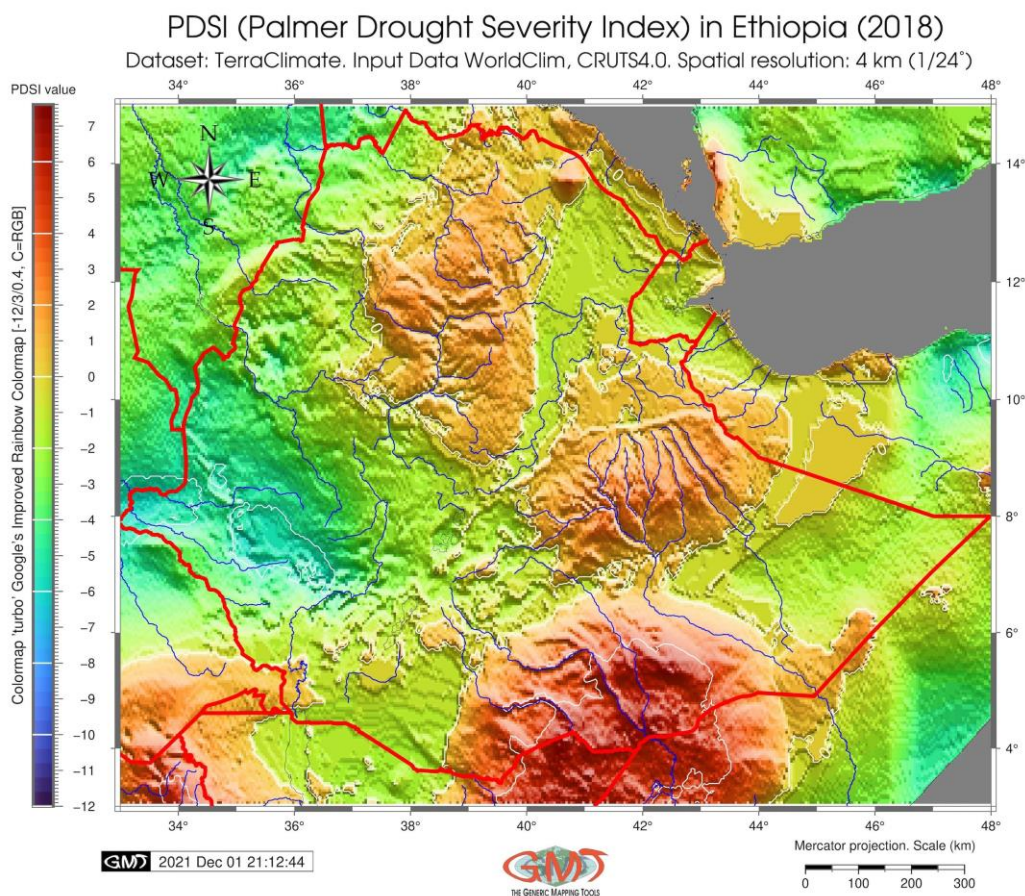 PDSI (Palmer Drought Severity Index) in Ethiopia (2018)
Dataset: TerraClimate. Input Data WorldClim, CRUTS4.0. Spatial resolution: 4 km (1/24˚)
PDSI value
34° 36° 38° 40° 42° 44° 46° 48°
7
6
5
4
3
2
1
0
−1
−2
−3
−4
−5
−6
−7
−8
−9
−10
−11
−12
Colormap 'turbo' Google's Improved Rainbow Colormap [-12/3/0.4, C=RGB]
N
W E
S
0
0
0
0
14°
12°
10°
8°
6°
4°
34° 36° 38° 40° 42° 44° 46° 48°
GMT 2021 Dec 01 21:12:44
GMT
THE GENERIC MAPPING TOOLS
Mercator projection. Scale (km)
0 100 200 300